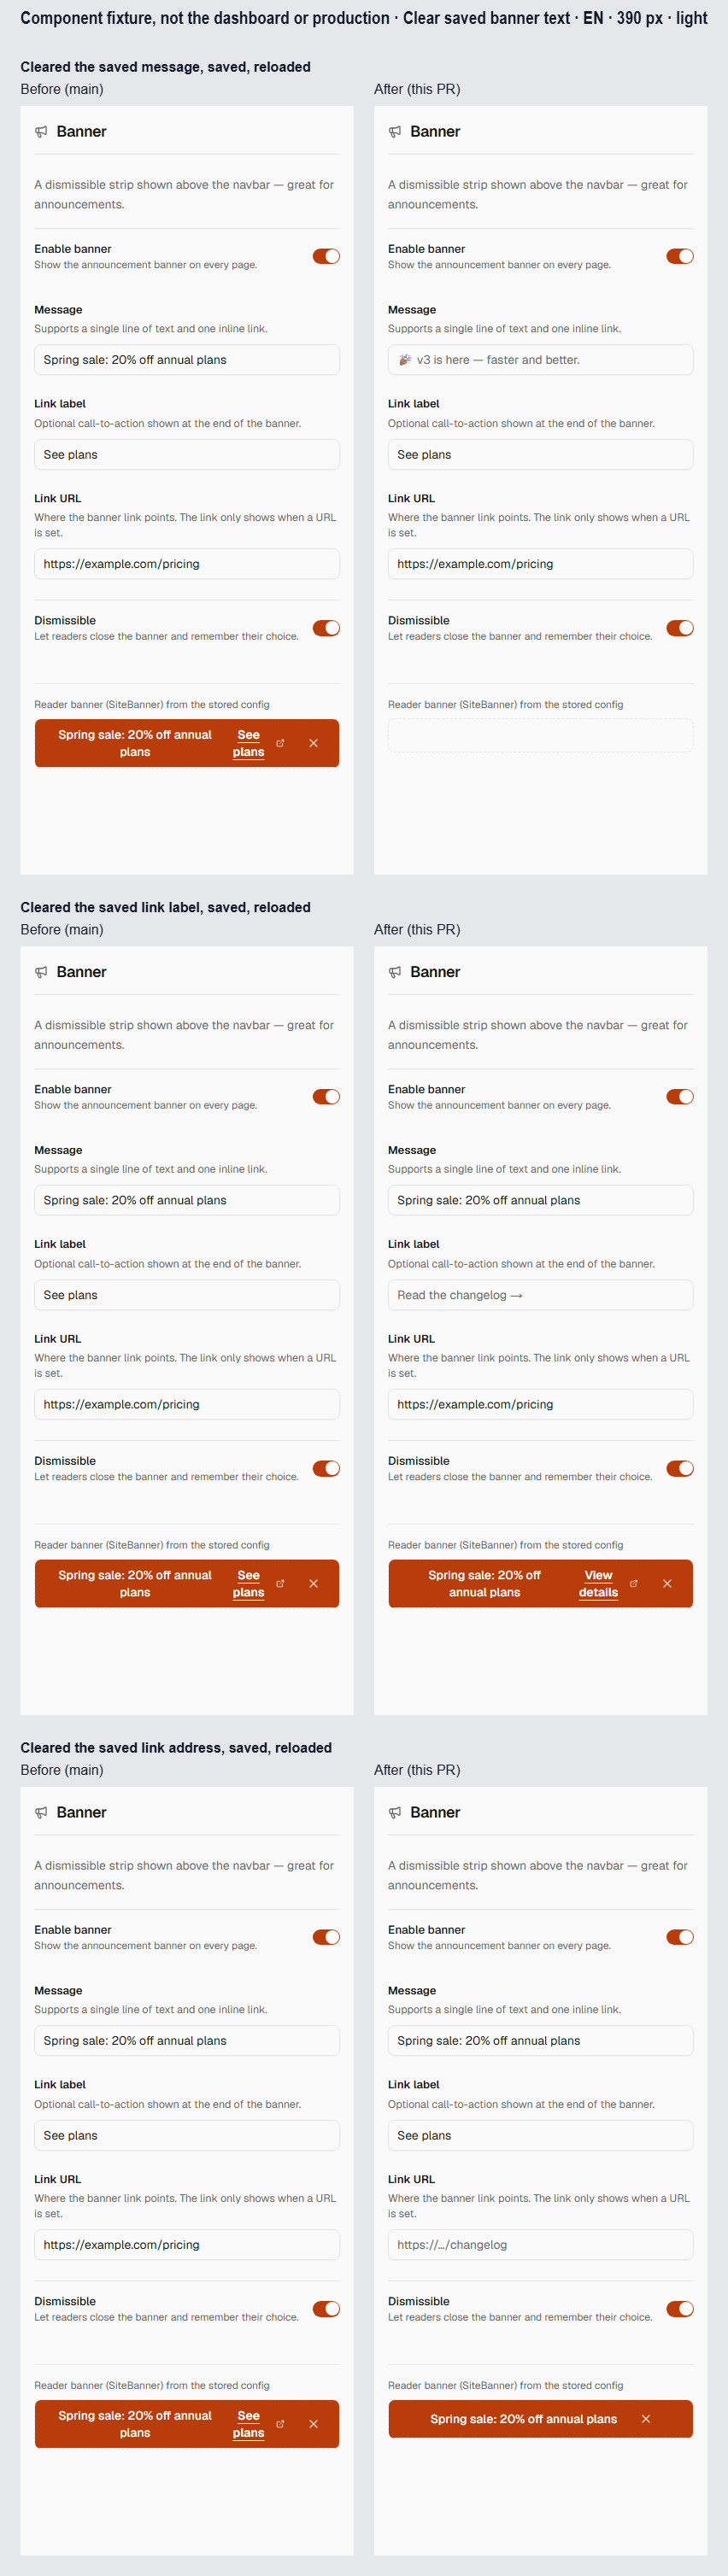 Component fixture, not the dashboard or production · Clear saved banner text · EN · 390 px · light
Cleared the saved message, saved, reloaded
Before (main)
Banner
A dismissible strip shown above the navbar — great for
announcements.
Enable banner
Show the announcement banner on every page.
Message
Supports a single line of text and one inline link.
Spring sale: 20% off annual plans
Link label
Optional call-to-action shown at the end of the banner.
See plans
Link URL
Where the banner link points. The link only shows when a URL
is set.
https://example.com/pricing
Dismissible
Let readers close the banner and remember their choice.
Reader banner (SiteBanner) from the stored config
Spring sale: 20% off annual
plans
See
plans
After (this PR)
Banner
A dismissible strip shown above the navbar — great for
announcements.
Enable banner
Show the announcement banner on every page.
Message
Supports a single line of text and one inline link.
🎉 v3 is here — faster and better.
Link label
Optional call-to-action shown at the end of the banner.
See plans
Link URL
Where the banner link points. The link only shows when a URL
is set.
https://example.com/pricing
Dismissible
Let readers close the banner and remember their choice.
Reader banner (SiteBanner) from the stored config
Cleared the saved link label, saved, reloaded
Before (main)
Banner
A dismissible strip shown above the navbar — great for
announcements.
Enable banner
Show the announcement banner on every page.
Message
Supports a single line of text and one inline link.
Spring sale: 20% off annual plans
Link label
Optional call-to-action shown at the end of the banner.
See plans
Link URL
Where the banner link points. The link only shows when a URL
is set.
https://example.com/pricing
Dismissible
Let readers close the banner and remember their choice.
Reader banner (SiteBanner) from the stored config
Spring sale: 20% off annual
plans
See
plans
After (this PR)
Banner
A dismissible strip shown above the navbar — great for
announcements.
Enable banner
Show the announcement banner on every page.
Message
Supports a single line of text and one inline link.
Spring sale: 20% off annual plans
Link label
Optional call-to-action shown at the end of the banner.
Read the changelog →
Link URL
Where the banner link points. The link only shows when a URL
is set.
https://example.com/pricing
Dismissible
Let readers close the banner and remember their choice.
Reader banner (SiteBanner) from the stored config
Spring sale: 20% off
annual plans
View
details
Cleared the saved link address, saved, reloaded
Before (main)
Banner
A dismissible strip shown above the navbar — great for
announcements.
Enable banner
Show the announcement banner on every page.
Message
Supports a single line of text and one inline link.
Spring sale: 20% off annual plans
Link label
Optional call-to-action shown at the end of the banner.
See plans
Link URL
Where the banner link points. The link only shows when a URL
is set.
https://example.com/pricing
Dismissible
Let readers close the banner and remember their choice.
Reader banner (SiteBanner) from the stored config
Spring sale: 20% off annual
plans
See
plans
After (this PR)
Banner
A dismissible strip shown above the navbar — great for
announcements.
Enable banner
Show the announcement banner on every page.
Message
Supports a single line of text and one inline link.
Spring sale: 20% off annual plans
Link label
Optional call-to-action shown at the end of the banner.
See plans
Link URL
Where the banner link points. The link only shows when a URL
is set.
https://…/changelog
Dismissible
Let readers close the banner and remember their choice.
Reader banner (SiteBanner) from the stored config
Spring sale: 20% off annual plans